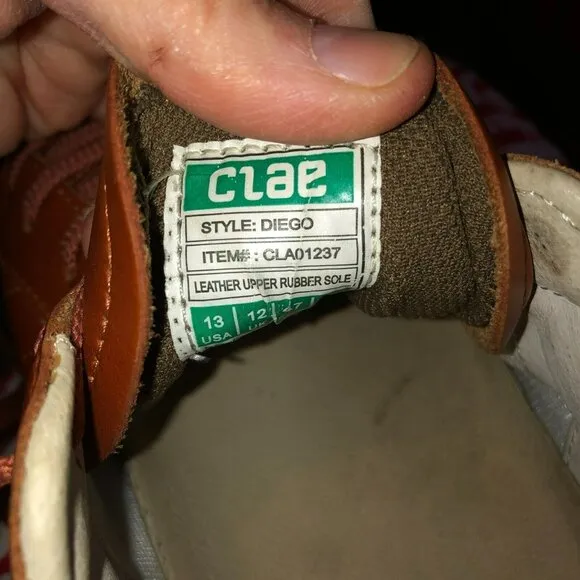 clae
STYLE: DIEGO
ITEM#: CLA01237
LEATHER UPPER RUBBER SOLE
13 12
USA